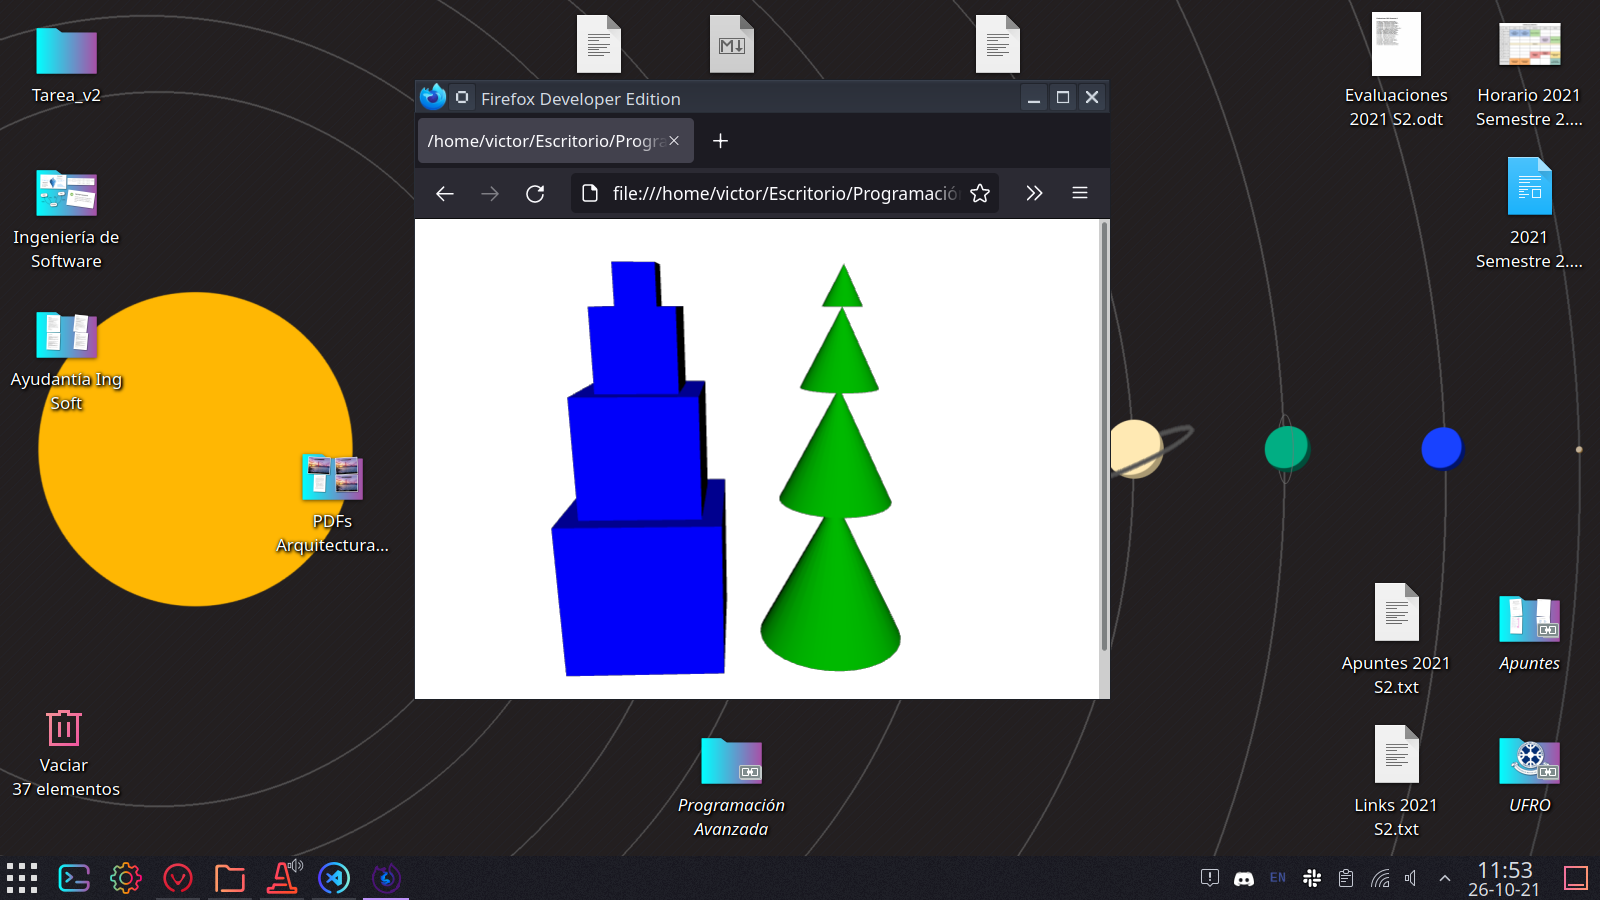 Tarea_v2
Ingeniería de
Software
Ayudantía Ing
Soft
PDFs
Arquitectura...
Vaciar
37 elementos
M
Firefox Developer Edition
/home/victor/Escritorio/Progra
file:///home/victor/Escritorio/Programación
Programación
Avanzada
Evaluaciones
2021 S2.odt
Horario 2021
Semestre 2....
2021
Semestre 2....
Apuntes 2021
S2.txt
Apuntes
Links 2021
S2.txt
UFRO
EN
11:53
26-10-21